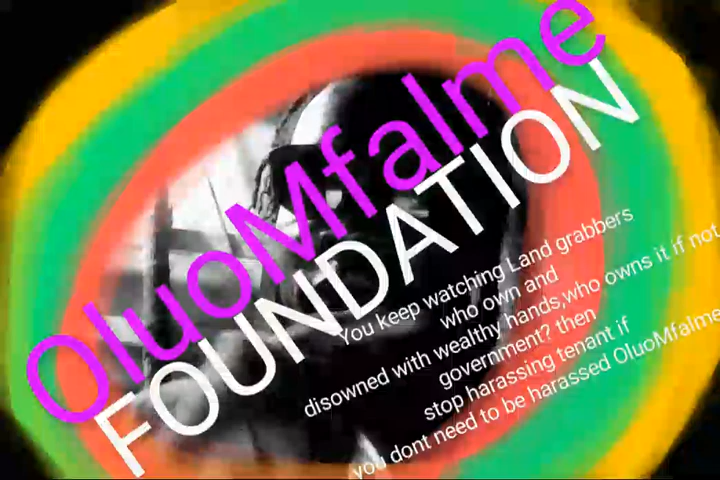 OluoMfalme
FOUNDATION
You keep watching Land grabbers
who own and
disowned with wealthy hands,who owns it if not
government? then
stop harassing tenant if
you dont need to be harassed OluoMfalme